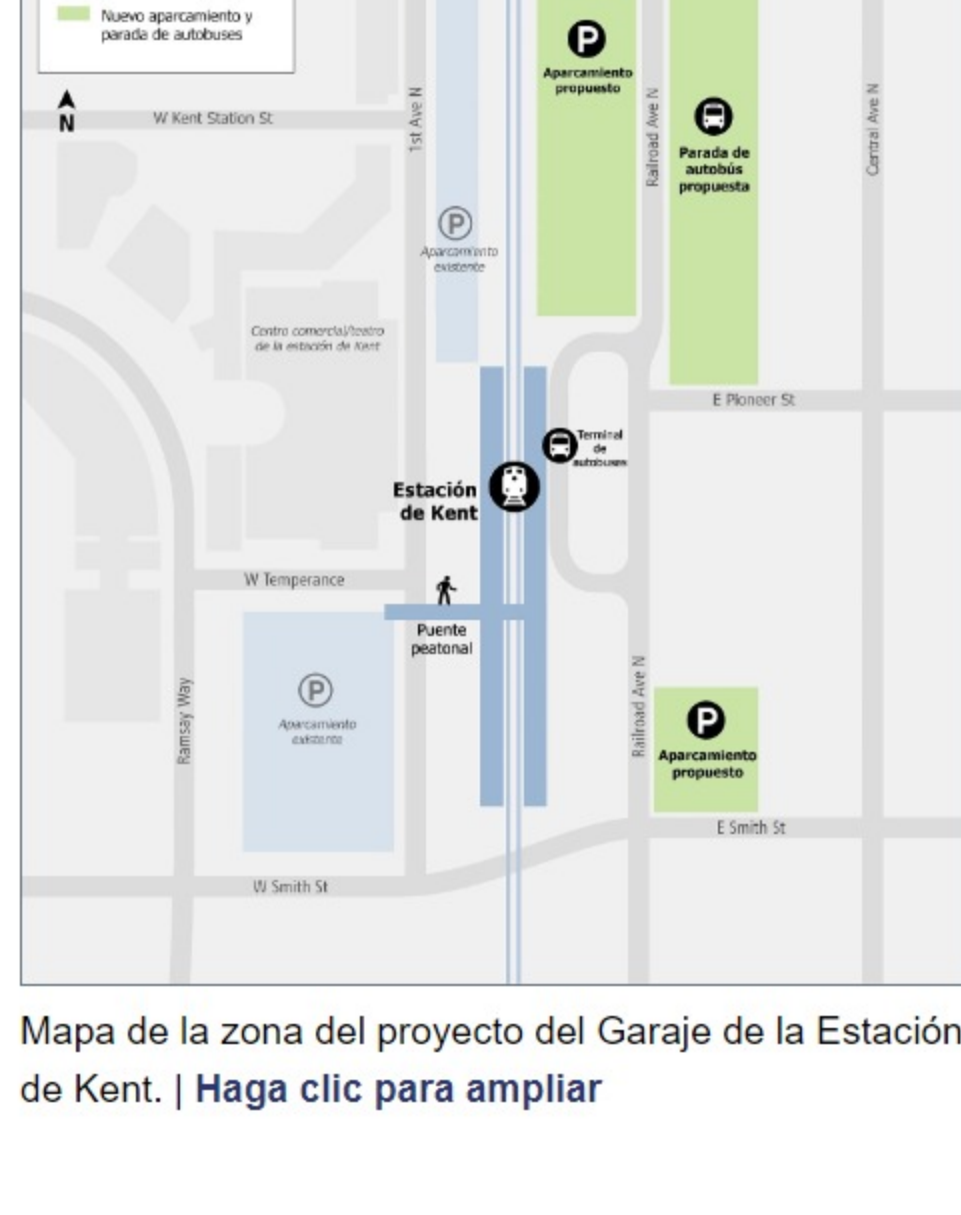 Nuevo aparcamiento y
parada de autobuses
N
W Kent Station St
1st Ave N
P
Aparcamiento
propuesto
Railroad Ave N
Parada de
autobús
propuesta
Central Ave N
P
Aparcamiento
existente
Centro comercial/teatro
de la estación de Kent
E Pioneer St
Terminal
de
autobuses
Estación
de Kent
W Temperance
Puente
peatonal
P
Aparcamiento
existente
Ramsay Way
Railroad Ave N
P
Aparcamiento
propuesto
E Smith St
W Smith St
Mapa de la zona del proyecto del Garaje de la Estación
de Kent. | Haga clic para ampliar